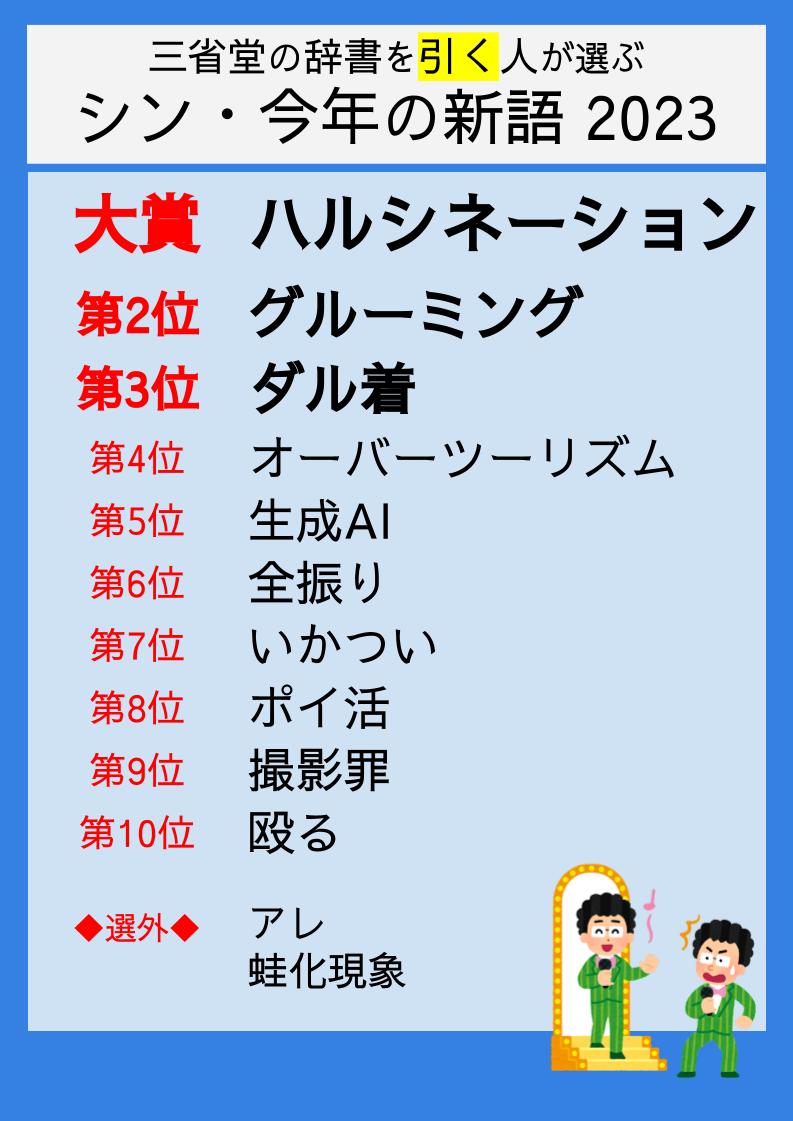 三省堂の辞書を引く人が選ぶ
シン・今年の新語 2023
大賞 ハルシネーション
第2位 グルーミング
第3位 ダル着
第4位 オーバーツーリズム
第5位 生成AI
第6位 全振り
第7位 いかつい
第8位 ポイ活
第9位 撮影罪
第10位 殴る
◆選外◆ アレ
蛙化現象